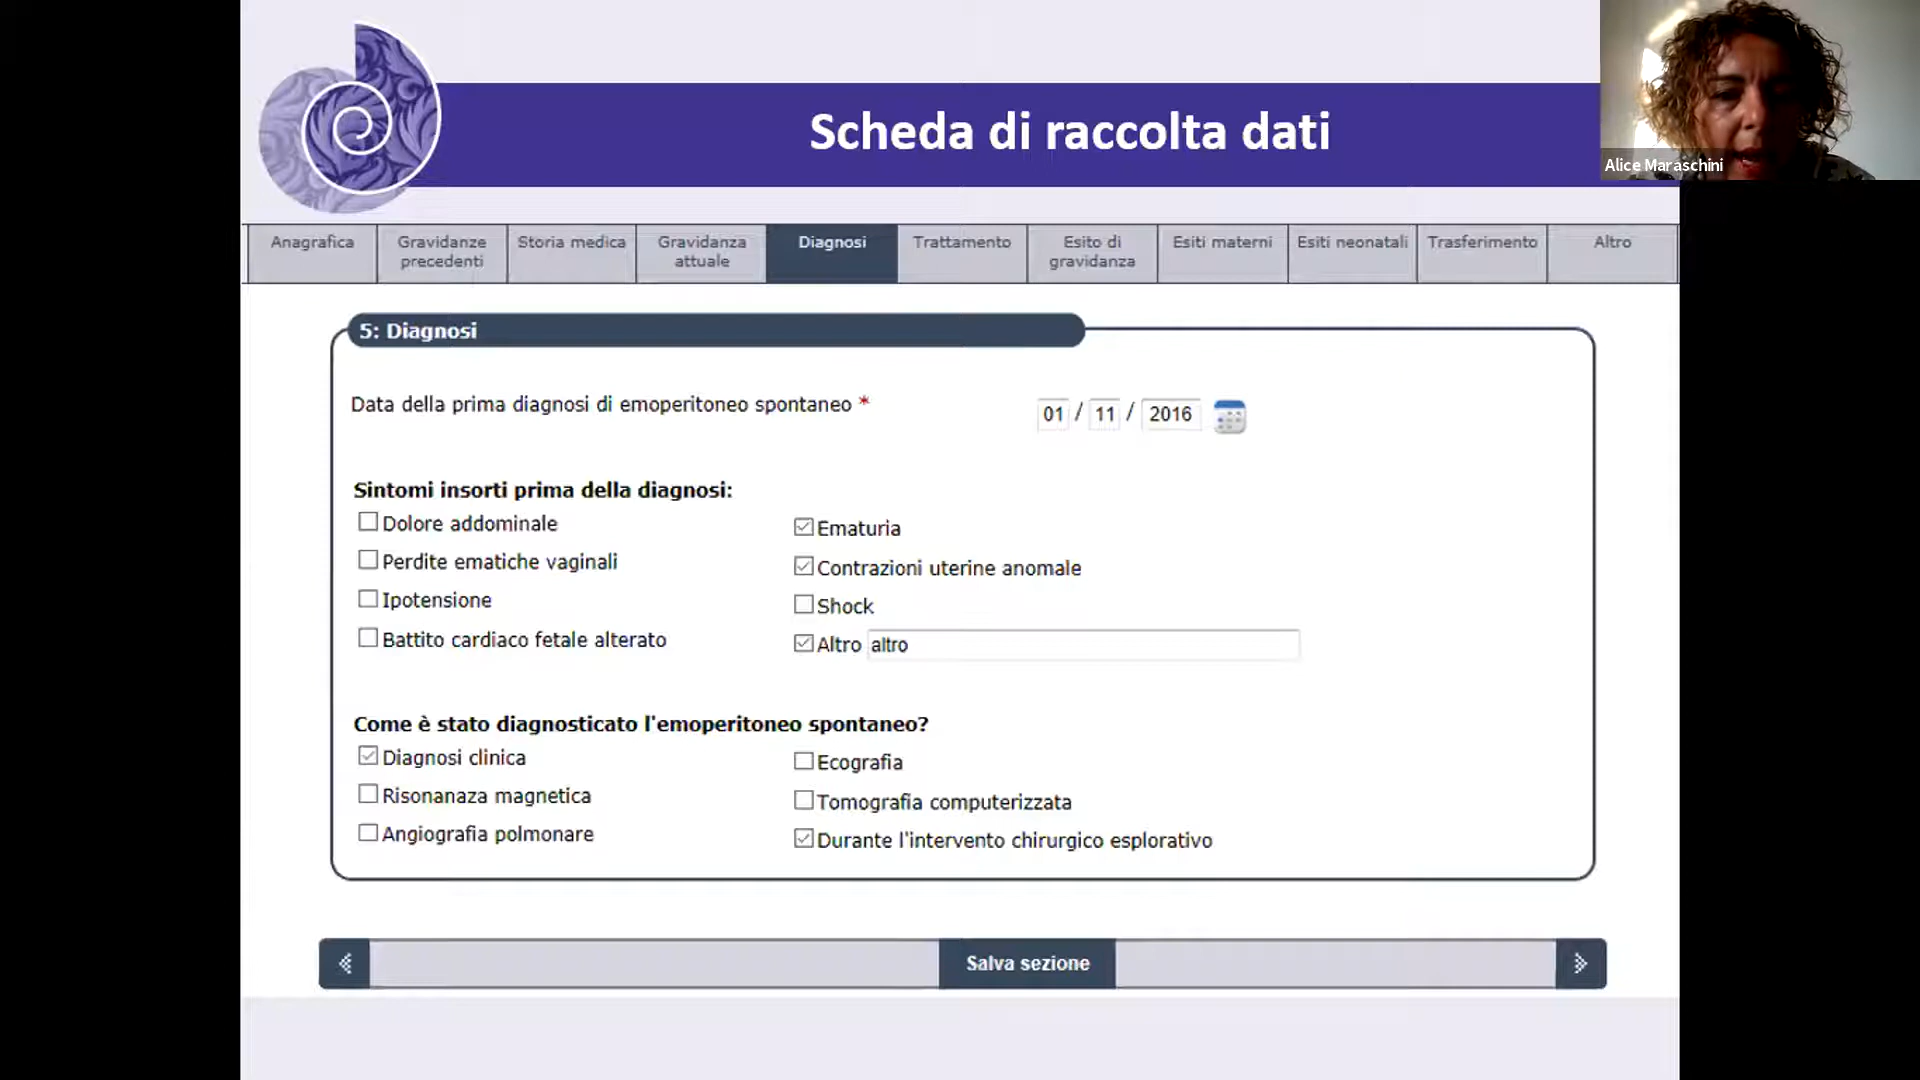 Scheda di raccolta dati
Alice Maraschini
Anagrafica
Gravidanze
precedenti
Storia medica
Gravidanza
attuale
Diagnosi
Trattamento
Esito di
gravidanza
Esiti materni
Esiti neonatali
Trasferimento
Altro
5: Diagnosi
Data della prima diagnosi di emoperitoneo spontaneo * 01 / 11 / 2016
Sintomi insorti prima della diagnosi:
Dolore addominale
Ematuria
Perdite ematiche vaginali
Contrazioni uterine anomale
Ipotensione
Shock
Battito cardiaco fetale alterato
Altro altro
Come è stato diagnosticato l'emoperitoneo spontaneo?
Diagnosi clinica
Ecografia
Risonanaza magnetica
Tomografia computerizzata
Angiografia polmonare
Durante l'intervento chirurgico esplorativo
Salva sezione